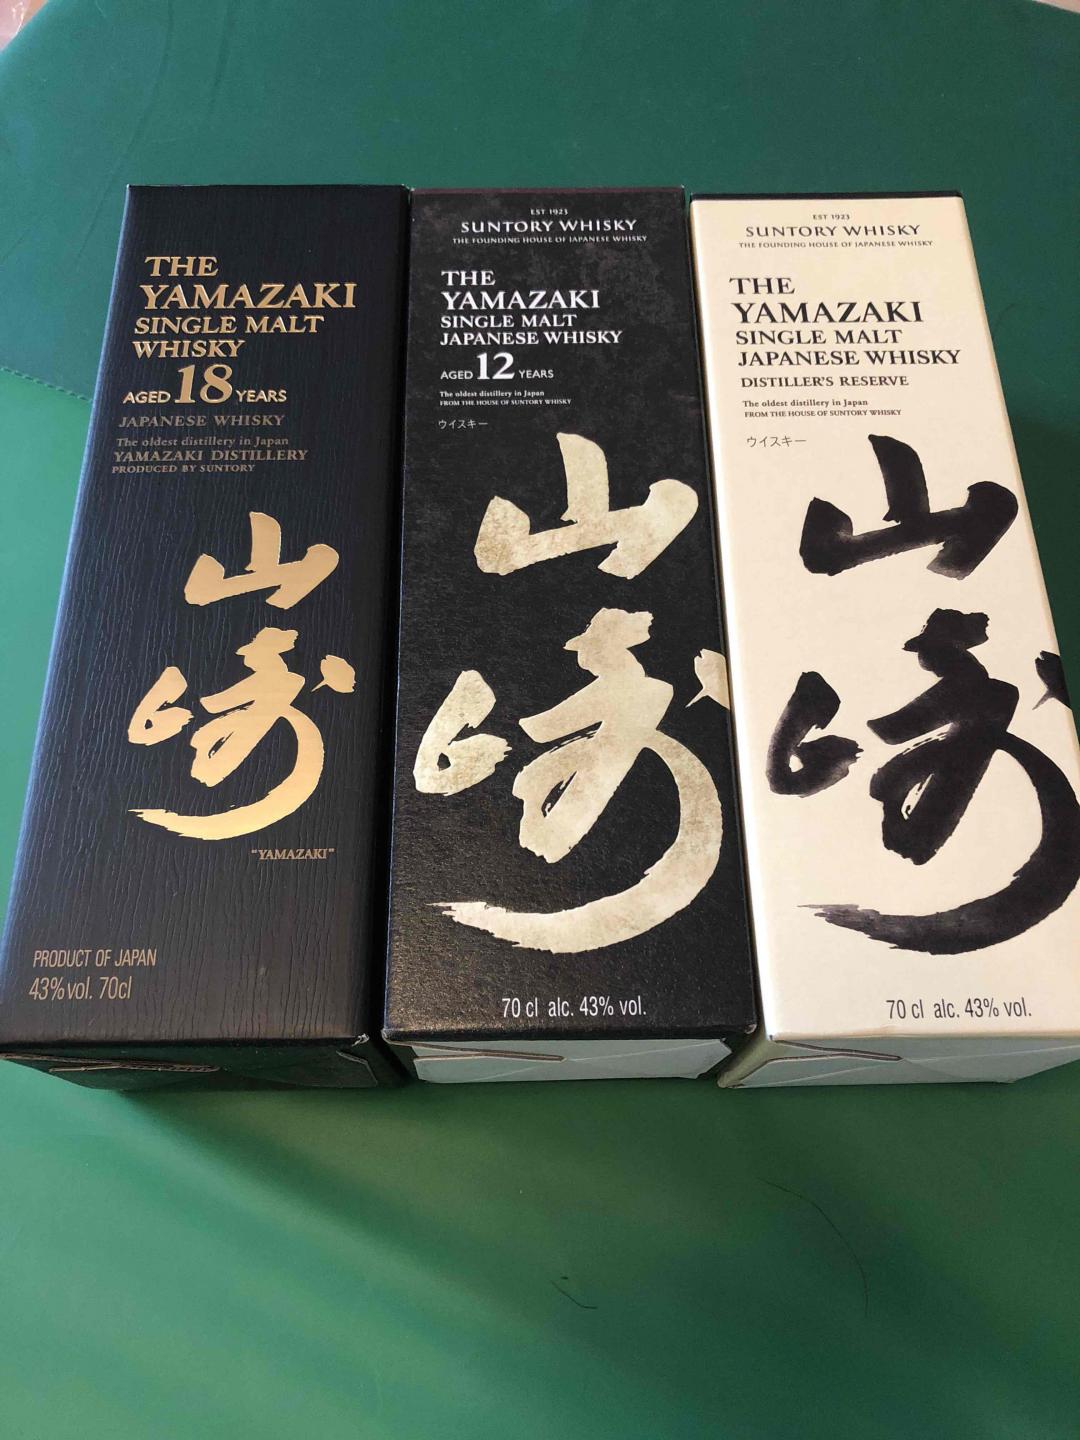 THE
YAMAZAKI
SINGLE MALT
WHISKY
AGED 18 YEARS
JAPANESE WHISKY
The oldest distillery in Japan
YAMAZAKI DISTILLERY
PRODUCED BY SUNTORY
山
崎
"YAMAZAKI"
PRODUCT OF JAPAN
43% vol. 70cl
EST 1923
SUNTORY WHISKY
THE FOUNDING HOUSE OF JAPANESE WHISKY
THE
YAMAZAKI
SINGLE MALT
JAPANESE WHISKY
AGED 12 YEARS
The oldest distillery in Japan
FROM THE HOUSE OF SUNTORY WHISKY
ウイスキー
山
崎
70 cl alc. 43% vol.
EST 1923
SUNTORY WHISKY
THE FOUNDING HOUSE OF JAPANESE WHISKY
THE
YAMAZAKI
SINGLE MALT
JAPANESE WHISKY
DISTILLER'S RESERVE
The oldest distillery in Japan
FROM THE HOUSE OF SUNTORY WHISKY
ウイスキー
山
崎
70 cl alc. 43% vol.